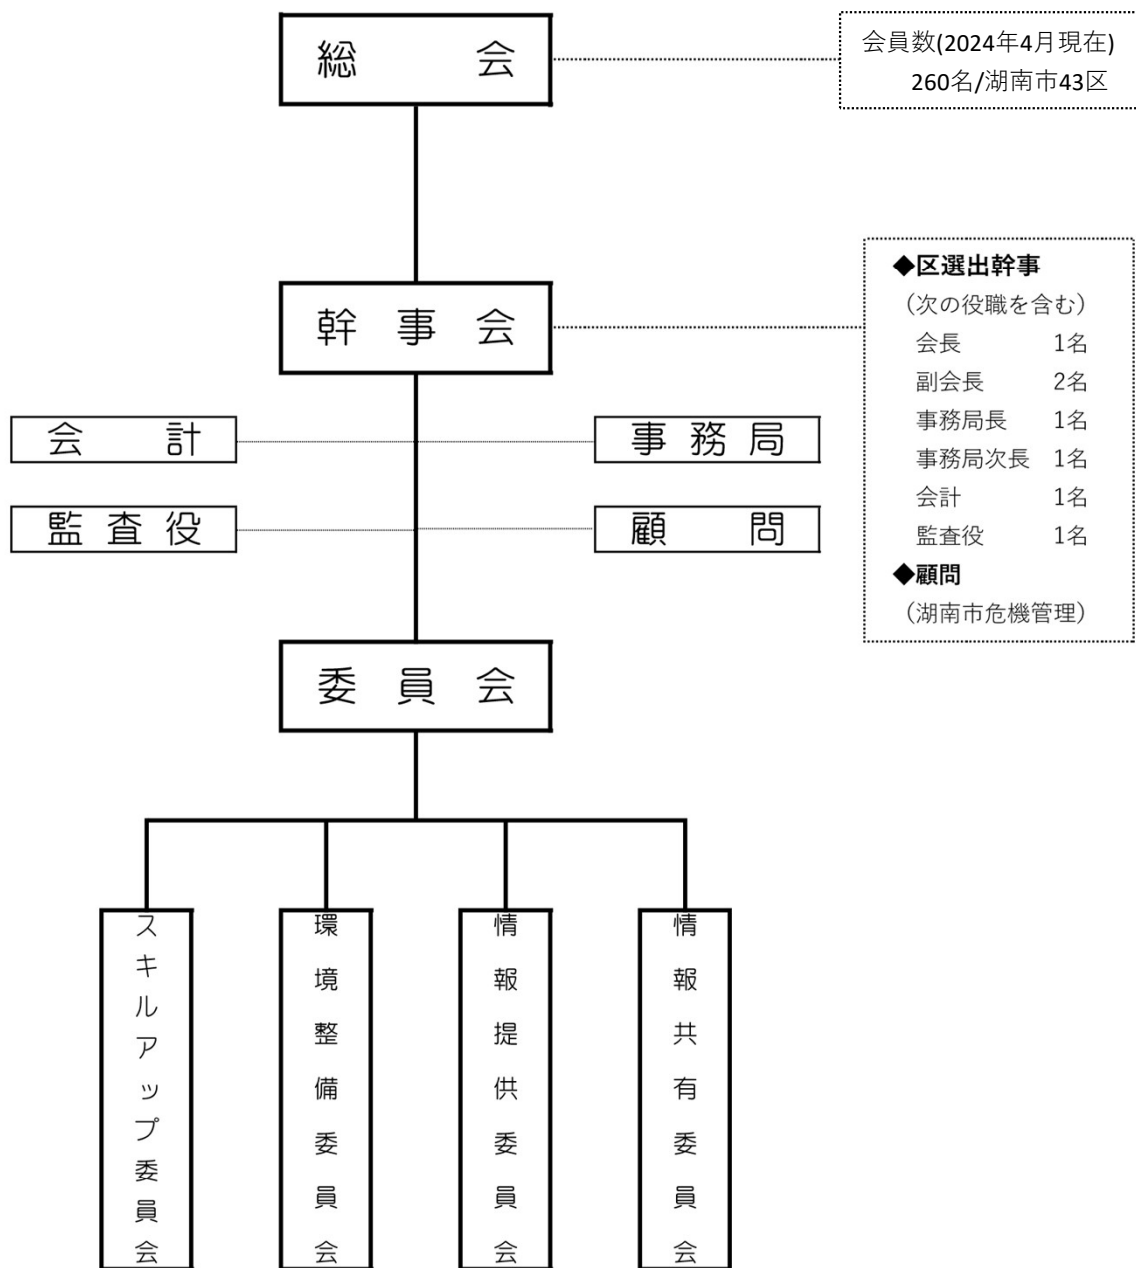 総会
会員数(2024年4月現在)
260名/湖南市43区
幹事会
◆区選出幹事
(次の役職を含む)
会長 1名
副会長 2名
事務局長 1名
事務局次長 1名
会計 1名
監査役 1名
◆顧問
(湖南市危機管理)
会計
事務局
監査役
顧問
委員会
スキルアップ委員会
環境整備委員会
情報提供委員会
情報共有委員会